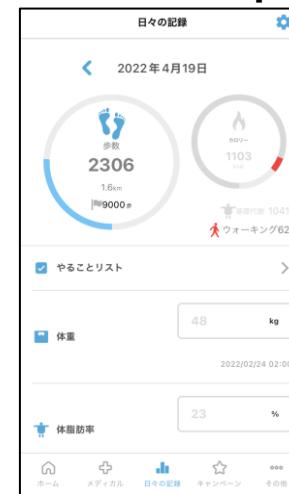 日々の記録
2022年4月19日
歩数
2306
1.6km
9000歩
カロリー
1103
kcal
基礎代謝 1041
ウォーキング62
やることリスト
体重
48 kg
2022/02/24 02:00
体脂肪率
23 %
ホーム メディカル 日々の記録 キャンペーン その他